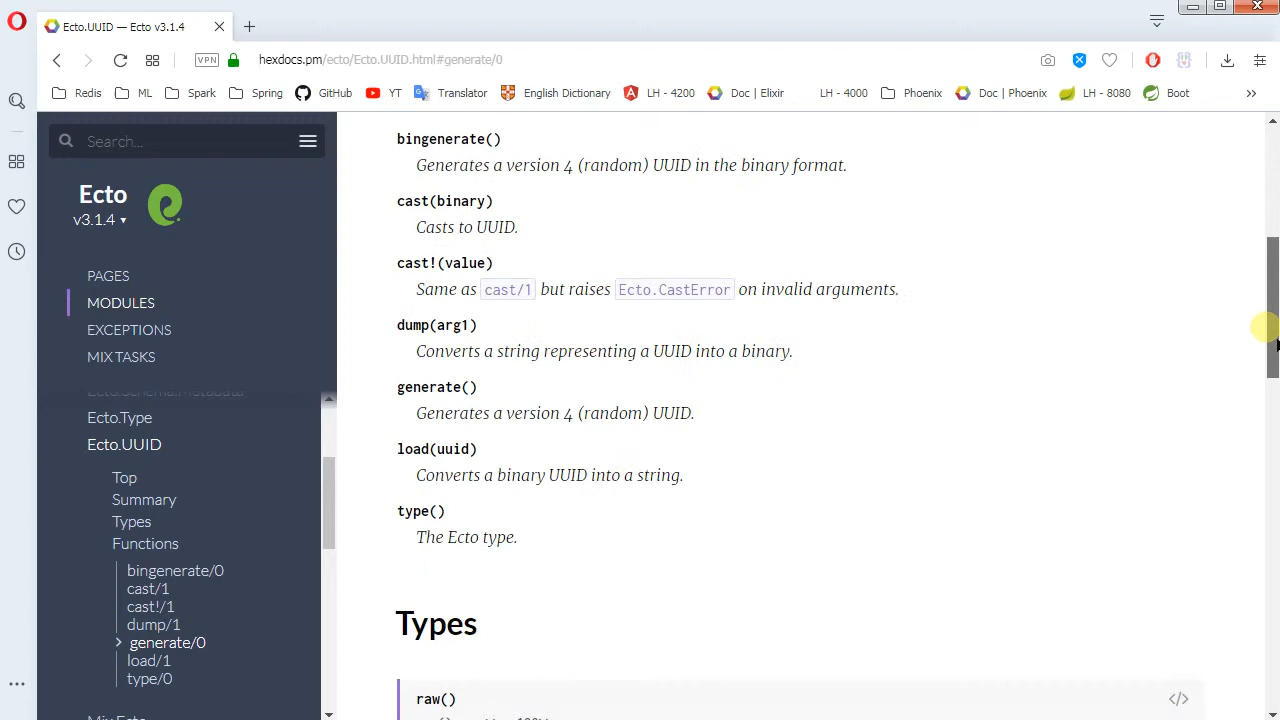 Ecto.UUID — Ecto v3.1.4
VPN
hexdocs.pm/ecto/Ecto.UUID.html#generate/0
Redis ML Spark Spring GitHub YT Translator English Dictionary LH - 4200 Doc | Elixir LH - 4000 Phoenix Doc | Phoenix LH - 8080 Boot
Search...
Ecto
v3.1.4
PAGES
MODULES
EXCEPTIONS
MIX TASKS
Ecto.Schema.Metadata
Ecto.Type
Ecto.UUID
Top
Summary
Types
Functions
bingenerate/0
cast/1
cast!/1
dump/1
generate/0
load/1
type/0
Mix.Ecto
bingenerate()
Generates a version 4 (random) UUID in the binary format.
cast(binary)
Casts to UUID.
cast!(value)
Same as cast/1 but raises Ecto.CastError on invalid arguments.
dump(arg1)
Converts a string representing a UUID into a binary.
generate()
Generates a version 4 (random) UUID.
load(uuid)
Converts a binary UUID into a string.
type()
The Ecto type.
Types
raw()